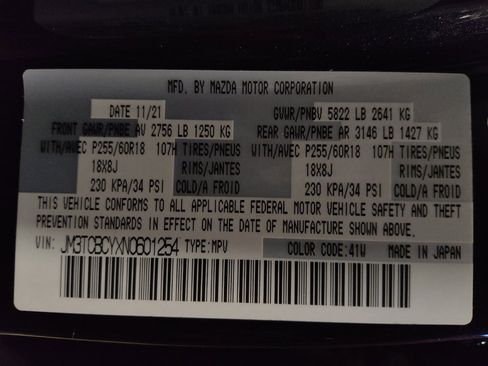 MFD. BY MAZDA MOTOR CORPORATION
DATE 11/21 GVWR/PNBV 5822 LB 2641 KG
FRONT GAWR/PNBE AV 2756 LB 1250 KG REAR GAWR/PNBE AR 3146 LB 1427 KG
WITH/AVEC P255/60R18 107H TIRES/PNEUS WITH/AVEC P255/60R18 107H TIRES/PNEUS
18X8J RIMS/JANTES 18X8J RIMS/JANTES
230 KPA/34 PSI COLD/A FROID 230 KPA/34 PSI COLD/A FROID
THIS VEHICLE CONFORMS TO ALL APPLICABLE FEDERAL MOTOR VEHICLE SAFETY AND THEFT
PREVENTION STANDARDS IN EFFECT ON THE DATE OF MANUFACTURE SHOWN ABOVE.
VIN: JM3TCBCYXN0601254 TYPE:MPV COLOR CODE:41W MADE IN JAPAN